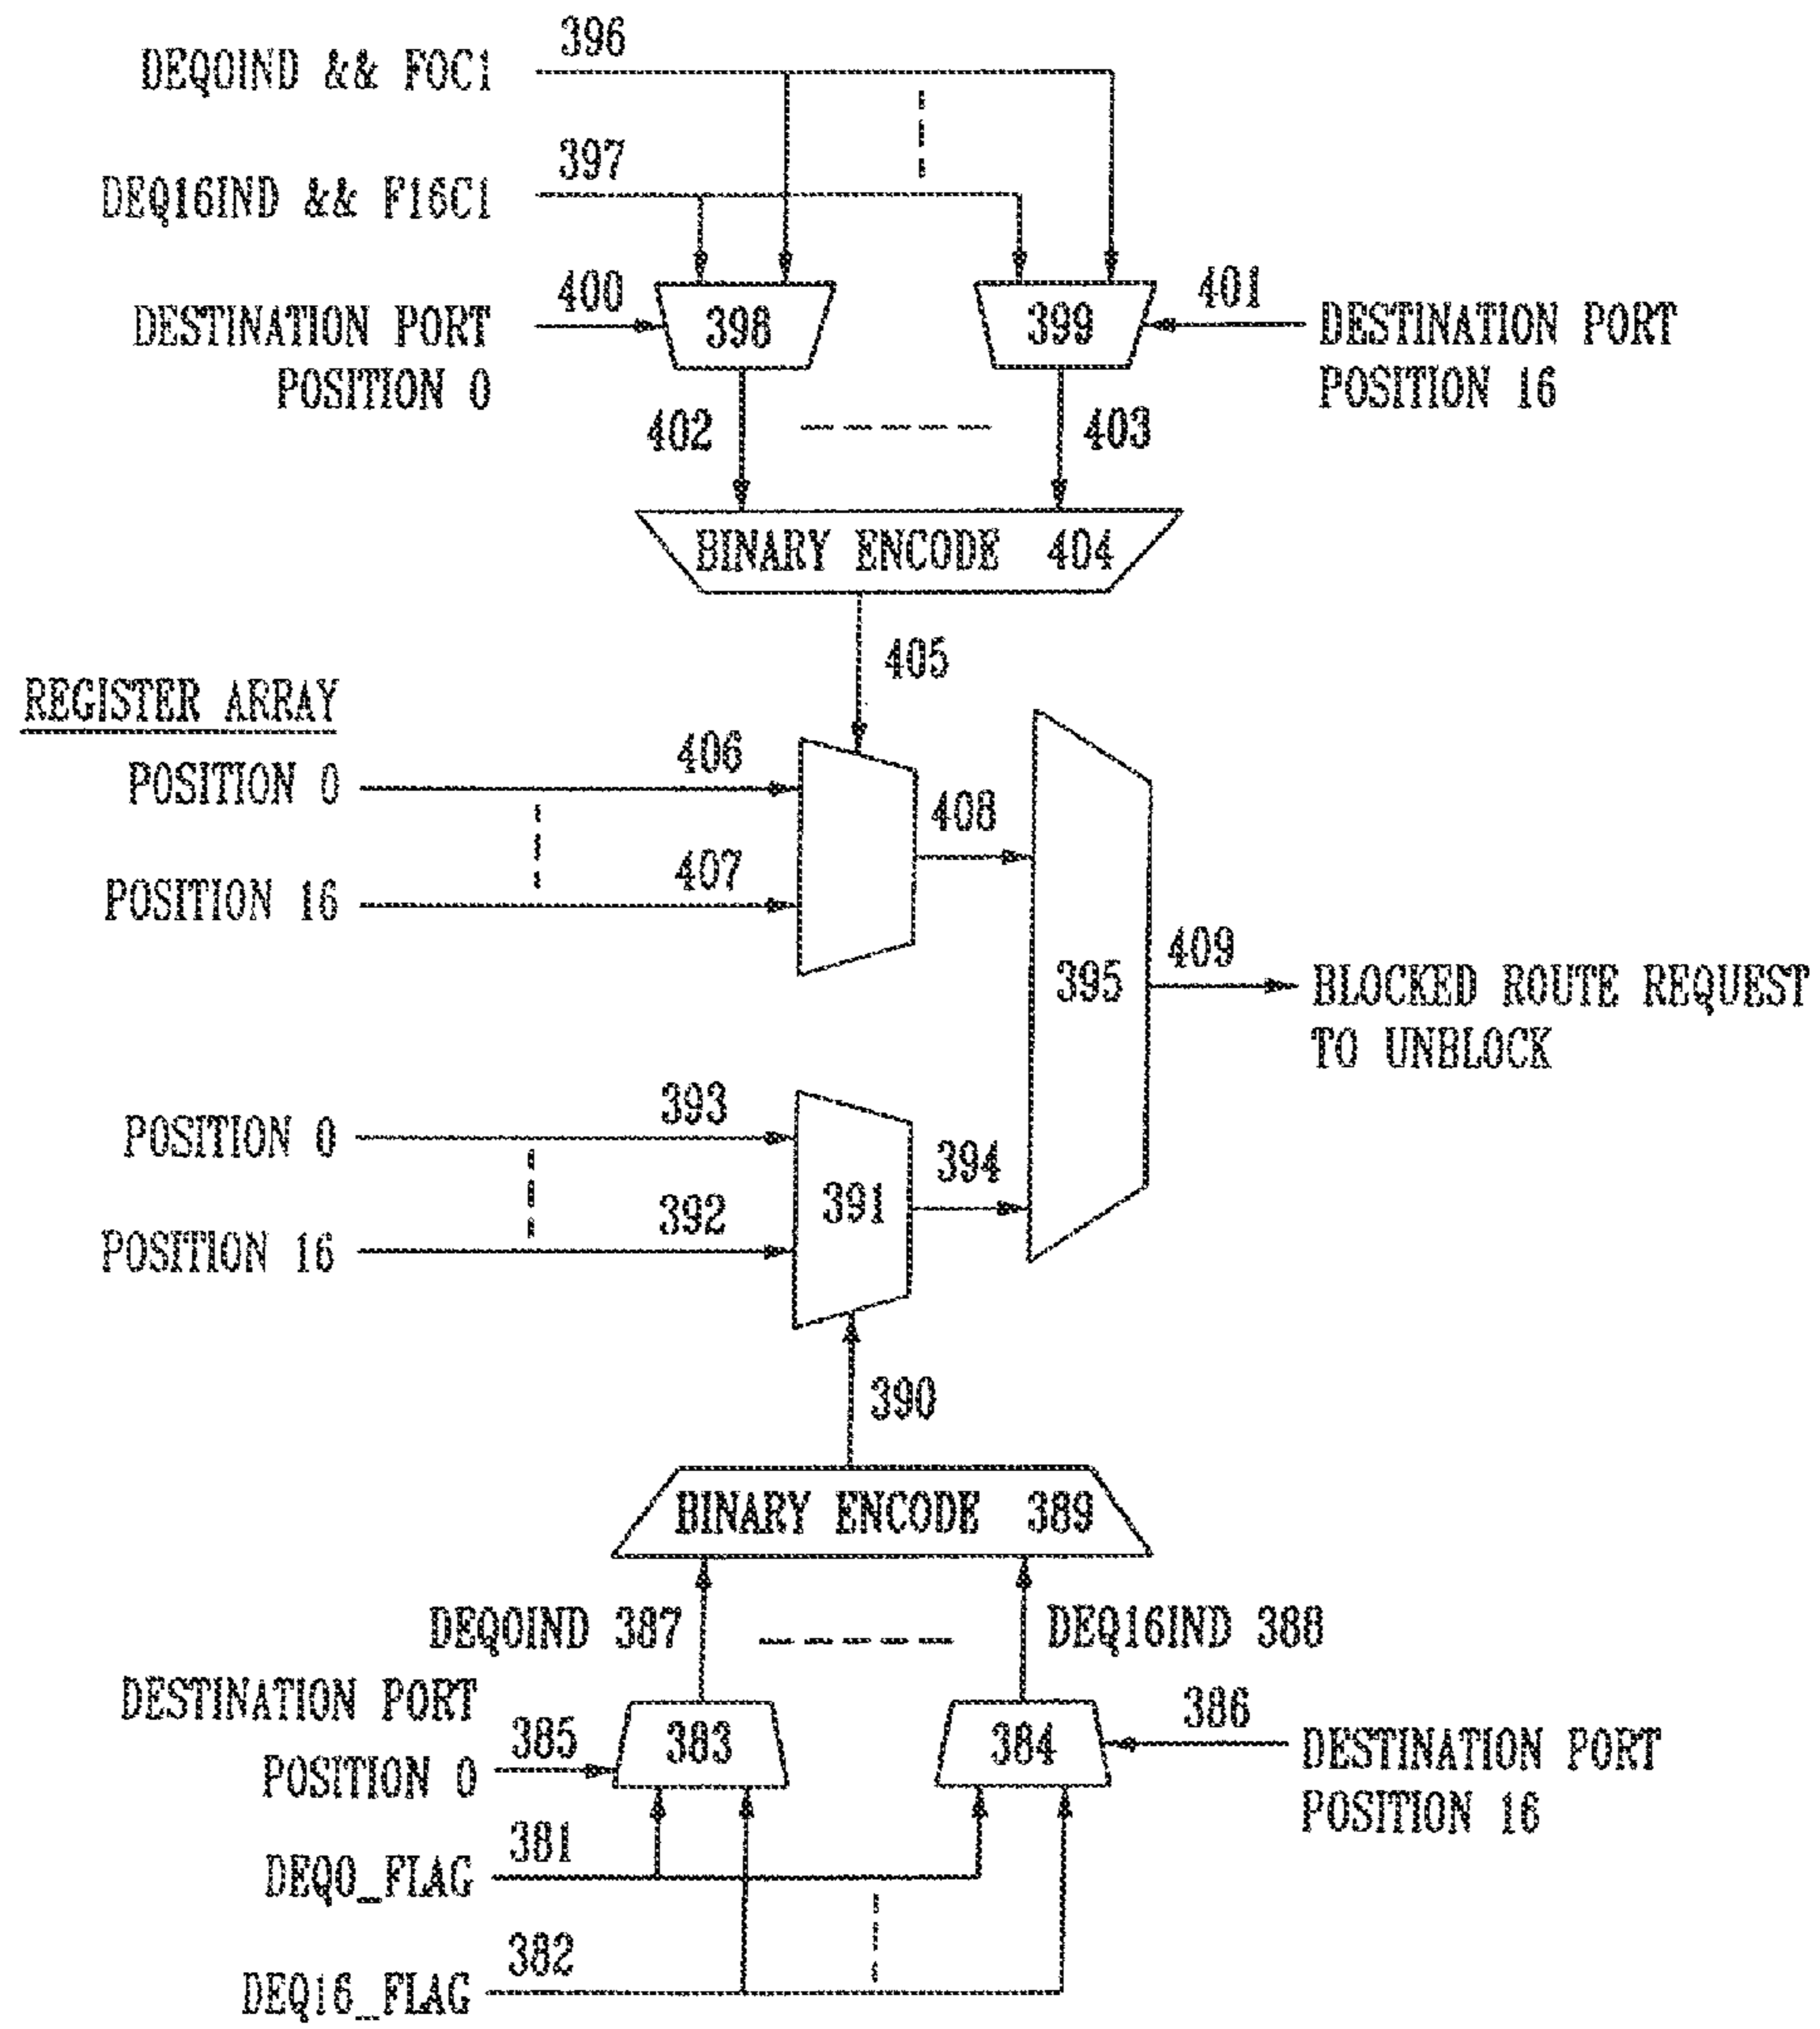 396
DEQ0IND && F0C1
397
DEQ16IND && F16C1
400
DESTINATION PORT
POSITION 0
398
399
401
DESTINATION PORT
POSITION 16
402
403
BINARY ENCODE 404
405
REGISTER ARRAY
POSITION 0
406
408
POSITION 16
407
395
409
BLOCKED ROUTE REQUEST
TO UNBLOCK
POSITION 0
393
394
391
POSITION 16
392
390
BINARY ENCODE 389
DEQ0IND 387
DEQ16IND 388
DESTINATION PORT
POSITION 0
385
383
384
386
DESTINATION PORT
POSITION 16
381
DEQ0_FLAG
382
DEQ16_FLAG